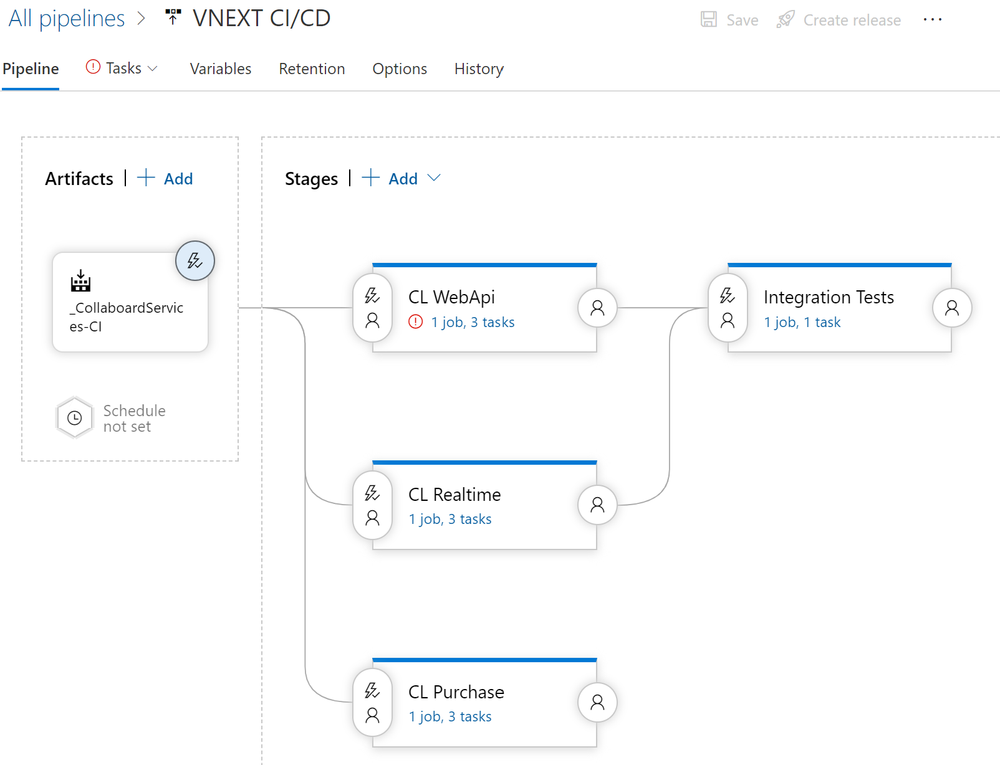 All pipelines > VNEXT CI/CD
Save Create release ...
Pipeline Tasks Variables Retention Options History
Artifacts | + Add
Stages | + Add
_CollaboardServic
es-CI
Schedule
not set
CL WebApi
1 job, 3 tasks
Integration Tests
1 job, 1 task
CL Realtime
1 job, 3 tasks
CL Purchase
1 job, 3 tasks